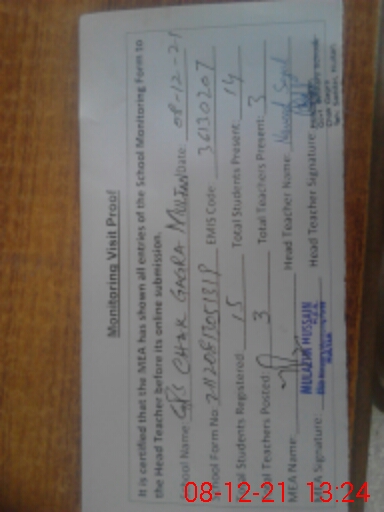 Monitoring Visit Proof
It is certified that the MEA has shown all entries of the School Monitoring Form to
the Head Teacher before its online submission.
School Name: GPS CHAK GAGRA MULTAN Date: 08-12-21
School Form No: EMIS Code: 36130207
Total Students Registered 15 Total Students Present: 14
Total Teachers Posted 3 Total Teachers Present: 3
MEA Name: Head Teacher Name:
MULAZIM HUSSAIN
MEA Signature: Head Teacher Signature:
08-12-21 13:24